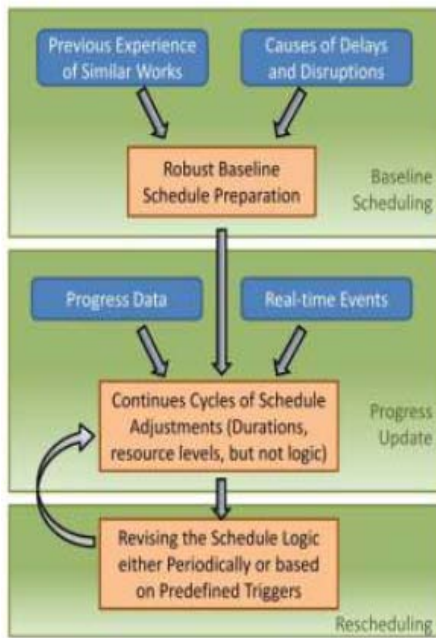 Previous Experience
of Similar Works
Causes of Delays
and Disruptions
Robust Baseline
Schedule Preparation
Baseline
Scheduling
Progress Data
Real-time Events
Continues Cycles of Schedule
Adjustments (Durations,
resource levels, but not logic)
Progress
Update
Revising the Schedule Logic
either Periodically or based
on Predefined Triggers
Rescheduling